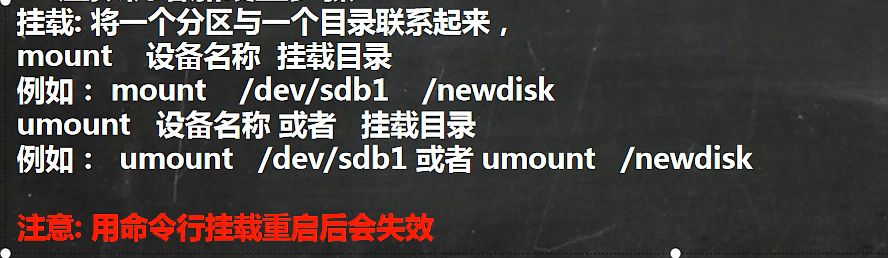 挂载: 将一个分区与一个目录联系起来，
mount 设备名称 挂载目录
例如： mount /dev/sdb1 /newdisk
umount 设备名称 或者 挂载目录
例如： umount /dev/sdb1 或者 umount /newdisk
注意: 用命令行挂载重启后会失效